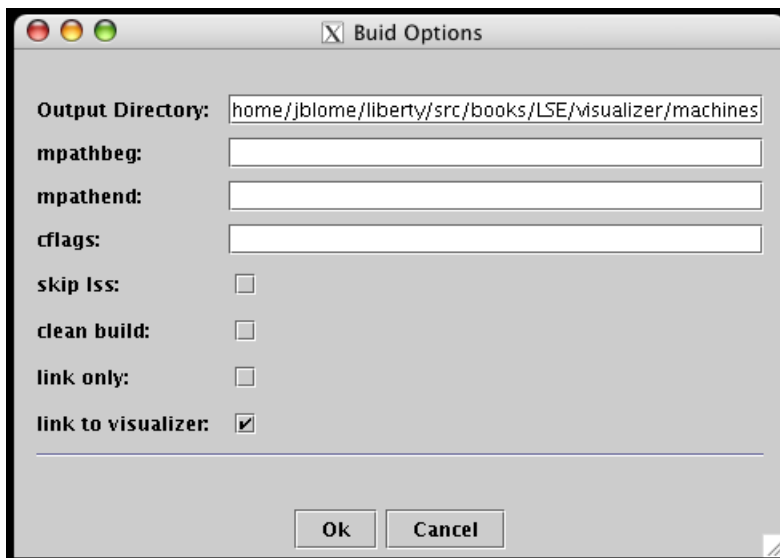 Buid Options
Output Directory: home/jblome/liberty/src/books/LSE/visualizer/machines
mpathbeg:
mpathend:
cflags:
skip lss:
clean build:
link only:
link to visualizer:
Ok Cancel